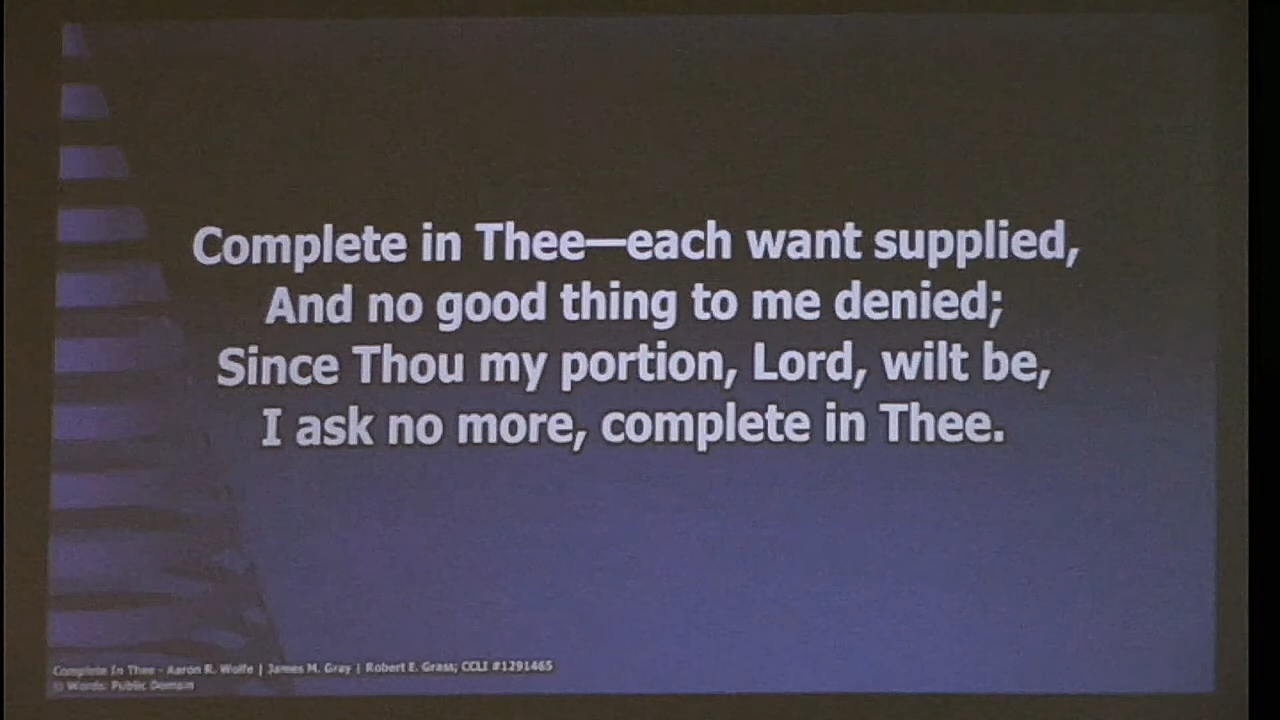 Complete in Thee—each want supplied,
And no good thing to me denied;
Since Thou my portion, Lord, wilt be,
I ask no more, complete in Thee.
Complete In Thee - Aaron R. Wolfe | James M. Gray | Robert E. Grass; CCLI #1291465
© Words: Public Domain